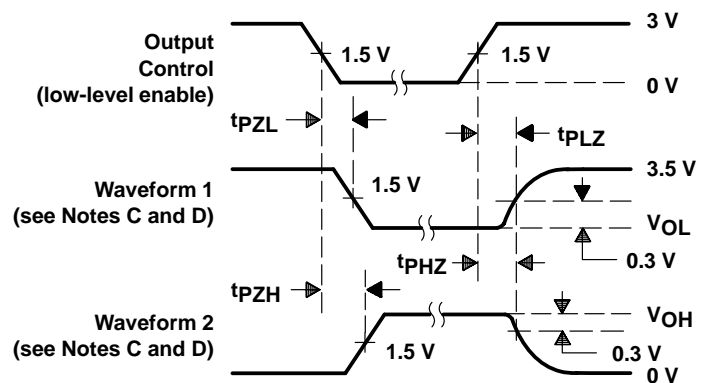 Output
Control
(low-level enable)
1.5 V
1.5 V
3 V
0 V
tPZL
tPLZ
Waveform 1
(see Notes C and D)
1.5 V
3.5 V
VOL
0.3 V
tPHZ
tPZH
Waveform 2
(see Notes C and D)
1.5 V
VOH
0.3 V
0 V